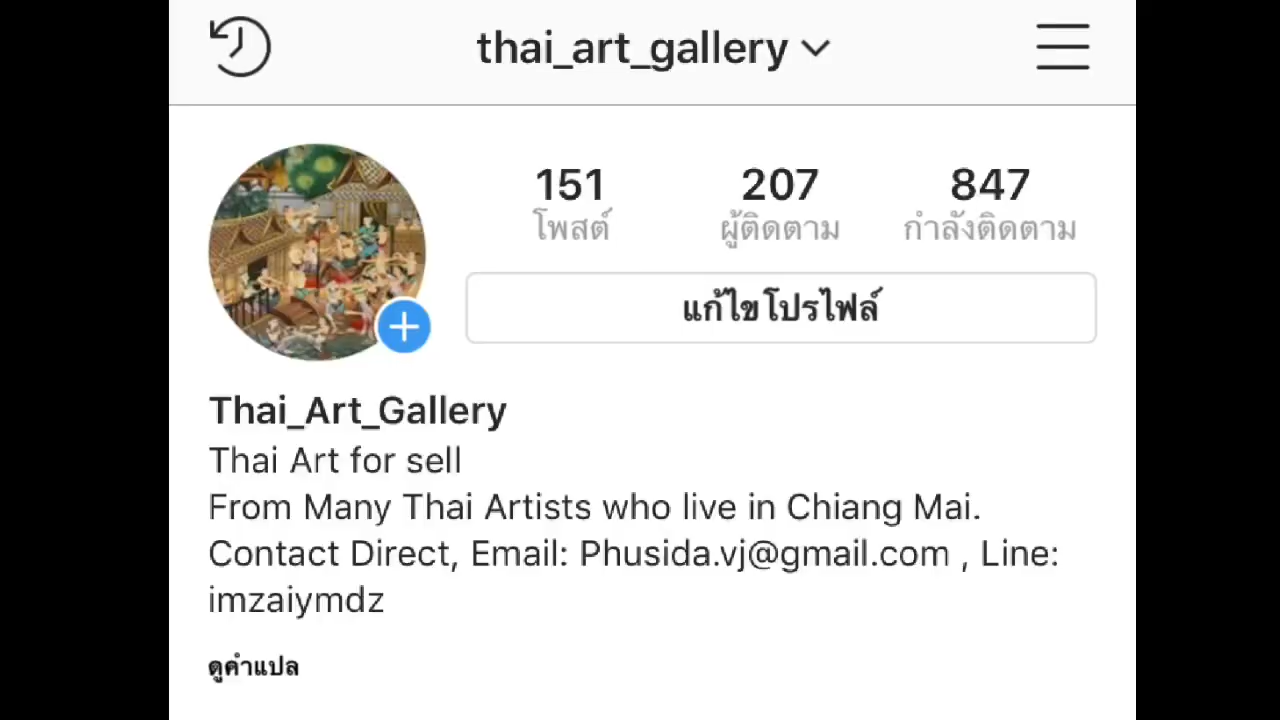 thai_art_gallery
151 207 847
โพสต์ ผู้ติดตาม กำลังติดตาม
แก้ไขโปรไฟล์
Thai_Art_Gallery
Thai Art for sell
From Many Thai Artists who live in Chiang Mai.
Contact Direct, Email: Phusida.vj@gmail.com , Line:
imzaiymdz
ดูคำแปล